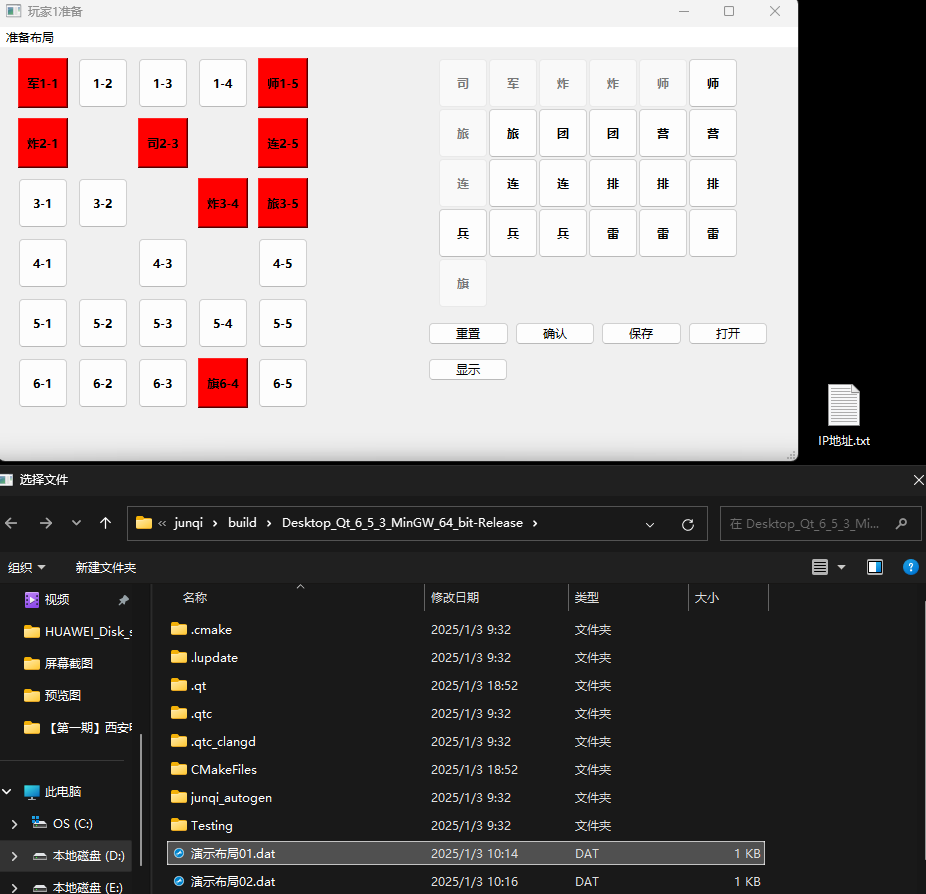 玩家1准备
准备布局
军1-1 1-2 1-3 1-4 师1-5
炸2-1 司2-3 连2-5
3-1 3-2 炸3-4 旅3-5
4-1 4-3 4-5
5-1 5-2 5-3 5-4 5-5
6-1 6-2 6-3 旗6-4 6-5
司 军 炸 炸 师 师
旅 旅 团 团 营 营
连 连 连 排 排 排
兵 兵 兵 雷 雷 雷
旗
重置 确认 保存 打开
显示
IP地址.txt
选择文件
« junqi › build › Desktop_Qt_6_5_3_MinGW_64_bit-Release ›
在 Desktop_Qt_6_5_3_Mi...
组织 新建文件夹
视频
HUAWEI_Disk_s
屏幕截图
预览图
【第一期】西安
此电脑
OS (C:)
本地磁盘 (D:)
本地磁盘 (E:)
名称 修改日期 类型 大小
.cmake 2025/1/3 9:32 文件夹
.lupdate 2025/1/3 9:32 文件夹
.qt 2025/1/3 18:52 文件夹
.qtc 2025/1/3 9:32 文件夹
.qtc_clangd 2025/1/3 9:32 文件夹
CMakeFiles 2025/1/3 18:52 文件夹
junqi_autogen 2025/1/3 9:32 文件夹
Testing 2025/1/3 9:32 文件夹
演示布局01.dat 2025/1/3 10:14 DAT 1 KB
演示布局02.dat 2025/1/3 10:16 DAT 1 KB